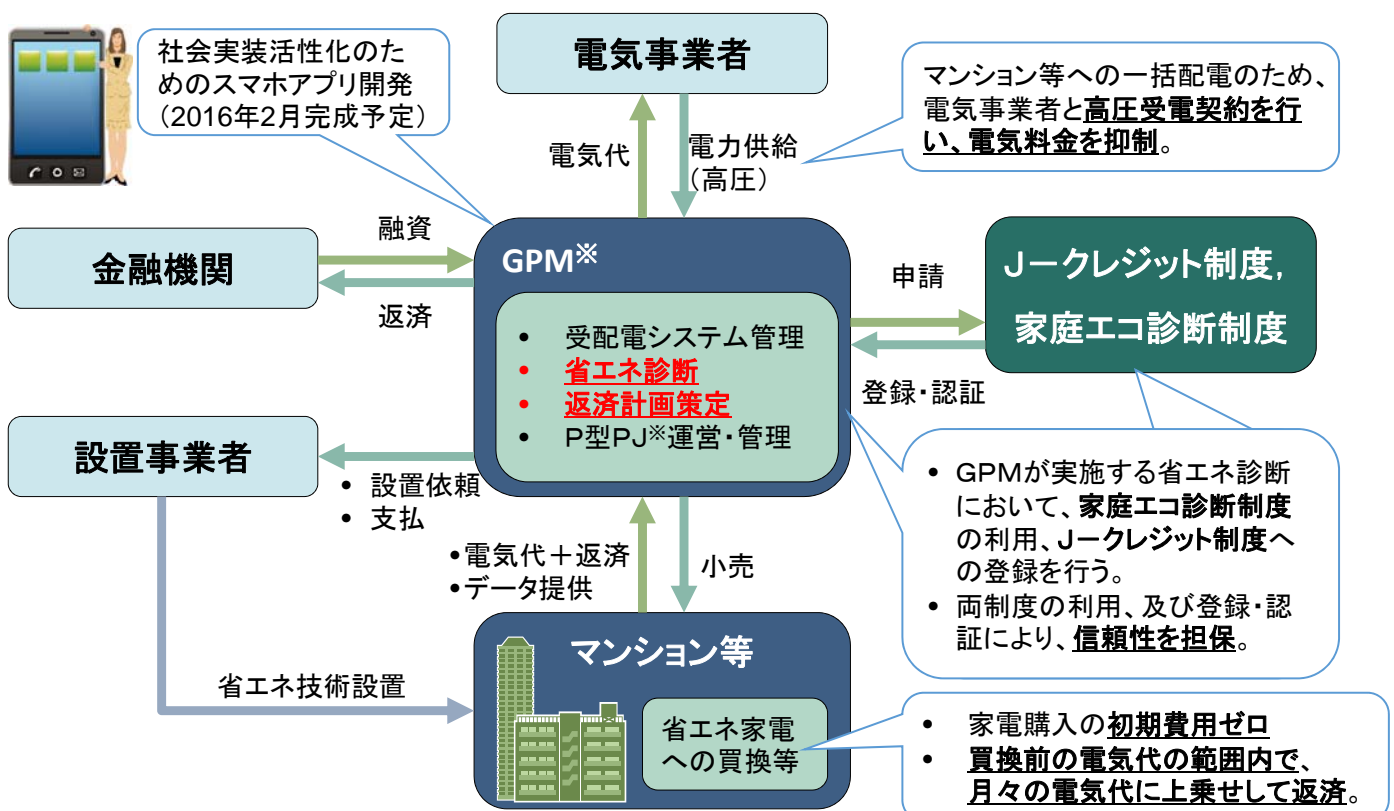 社会実装活性化のた
めのスマホアプリ開発
(2016年2月完成予定)
電気事業者
マンション等への一括配電のため、
電気事業者と高圧受電契約を行
い、電気料金を抑制。
電気代
電力供給
(高圧)
金融機関
融資
返済
GPM※
• 受配電システム管理
• 省エネ診断
• 返済計画策定
• P型PJ※運営・管理
申請
登録・認証
J-クレジット制度,
家庭エコ診断制度
設置事業者
• 設置依頼
• 支払
•電気代+返済
•データ提供
小売
• GPMが実施する省エネ診断
において、家庭エコ診断制度
の利用、J-クレジット制度へ
の登録を行う。
• 両制度の利用、及び登録・認
証により、信頼性を担保。
省エネ技術設置
マンション等
省エネ家電
への買換等
• 家電購入の初期費用ゼロ
• 買換前の電気代の範囲内で、
月々の電気代に上乗せして返済。